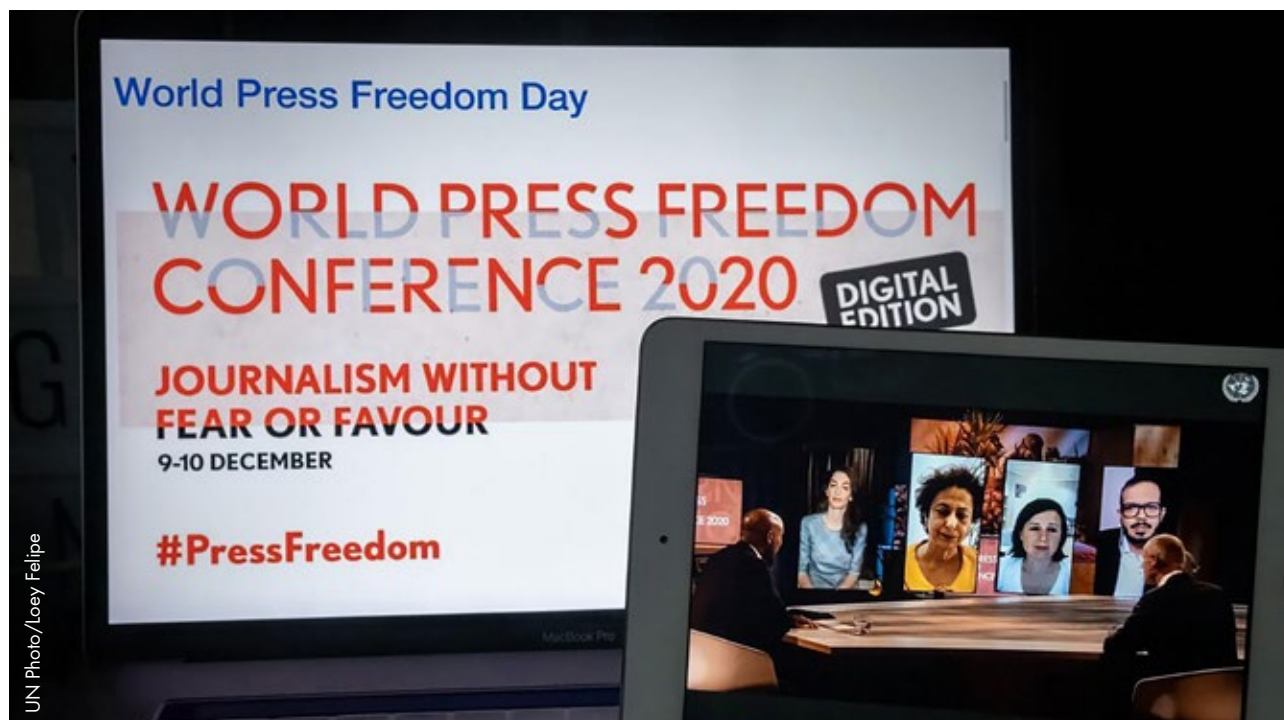 World Press Freedom Day
WORLD PRESS FREEDOM
CONFERENCE 2020
DIGITAL
EDITION
JOURNALISM WITHOUT
FEAR OR FAVOUR
9-10 DECEMBER
#PressFreedom
MacBook Pro
UN Photo/Loey Felipe